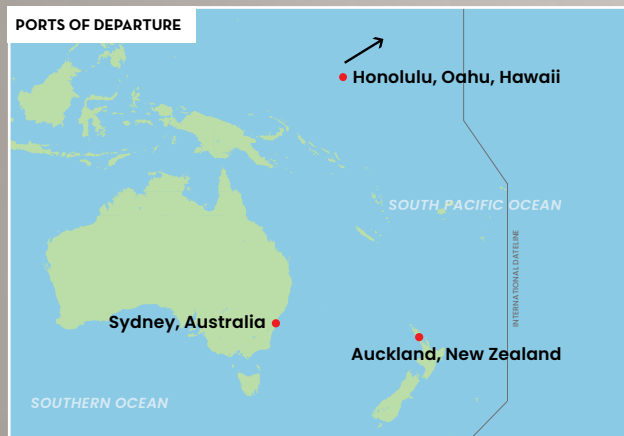 PORTS OF DEPARTURE
Honolulu, Oahu, Hawaii
SOUTH PACIFIC OCEAN
INTERNATIONAL DATELINE
Sydney, Australia
Auckland, New Zealand
SOUTHERN OCEAN